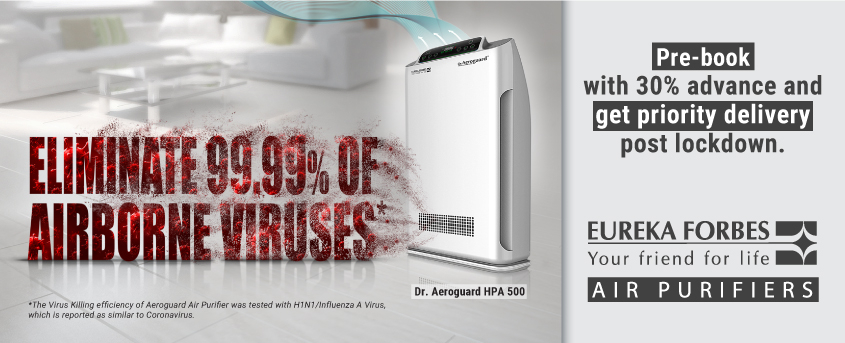 ELIMINATE 99.99% OF
AIRBORNE VIRUSES*
*The Virus Killing efficiency of Aeroguard Air Purifier was tested with H1N1/Influenza A Virus,
which is reported as similar to Coronavirus.
Dr. Aeroguard
Dr. Aeroguard HPA 500
Pre-book
with 30% advance and
get priority delivery
post lockdown.
EUREKA FORBES
Your friend for life
AIR PURIFIERS